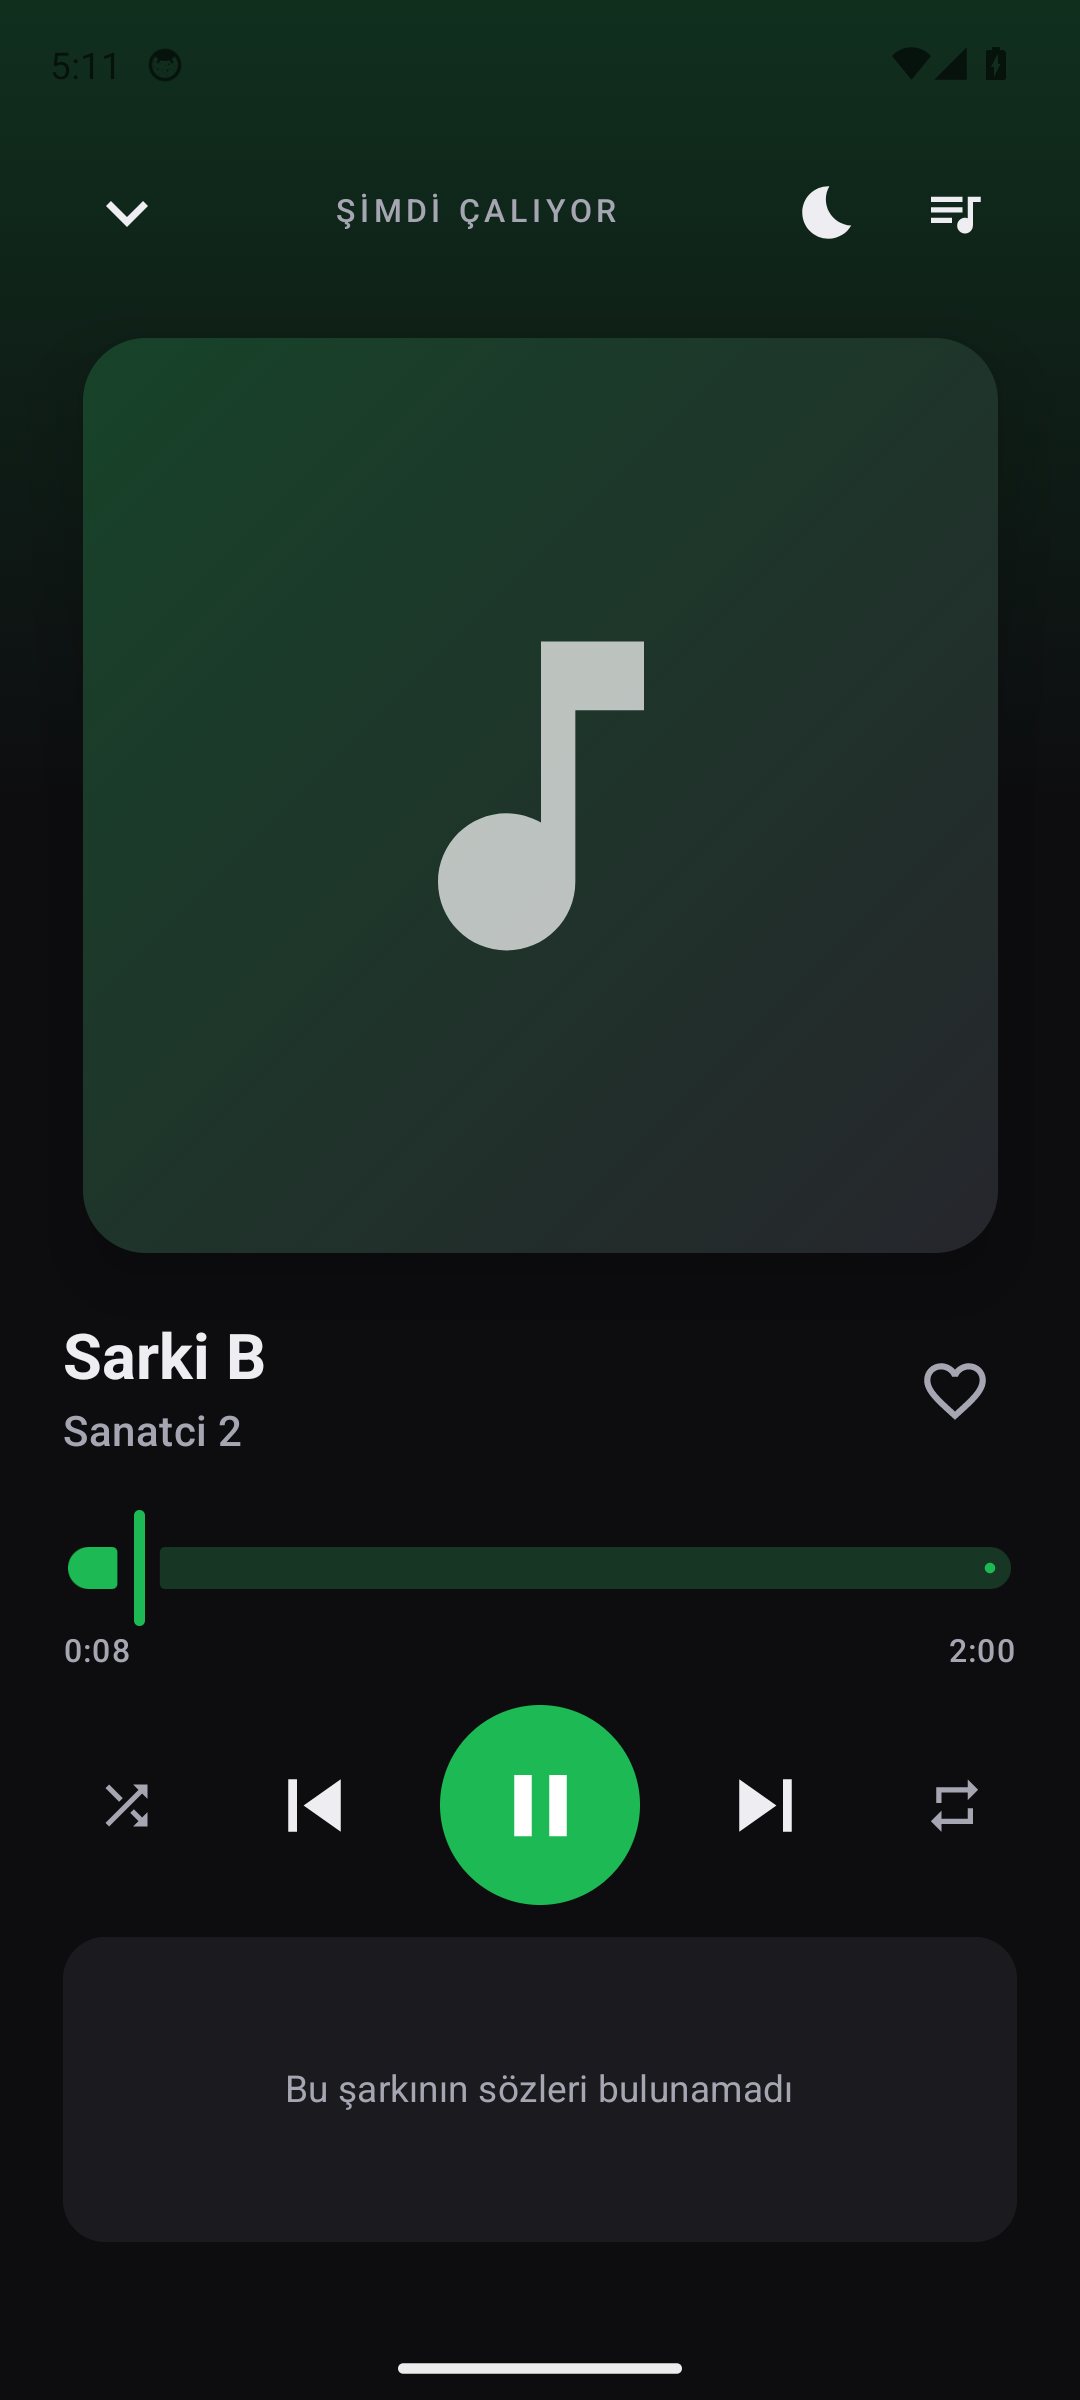 5:11
ŞİMDİ ÇALIYOR
Sarki B
Sanatci 2
0:08
2:00
Bu şarkının sözleri bulunamadı